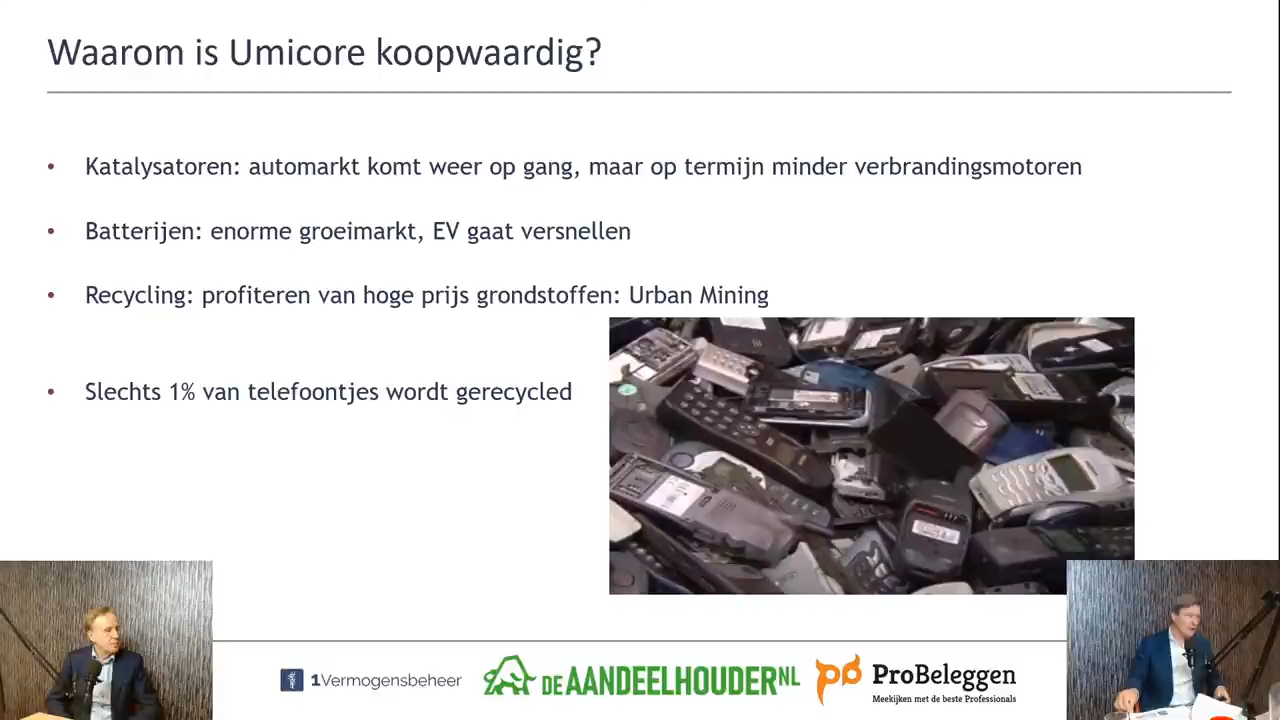 Waarom is Umicore koopwaardig?
• Katalysatoren: automarkt komt weer op gang, maar op termijn minder verbrandingsmotoren
• Batterijen: enorme groeimarkt, EV gaat versnellen
• Recycling: profiteren van hoge prijs grondstoffen: Urban Mining
• Slechts 1% van telefoontjes wordt gerecycled
1Vermogensbeheer
DE AANDEELHOUDER NL
ProBeleggen
Meekijken met de beste Professionals